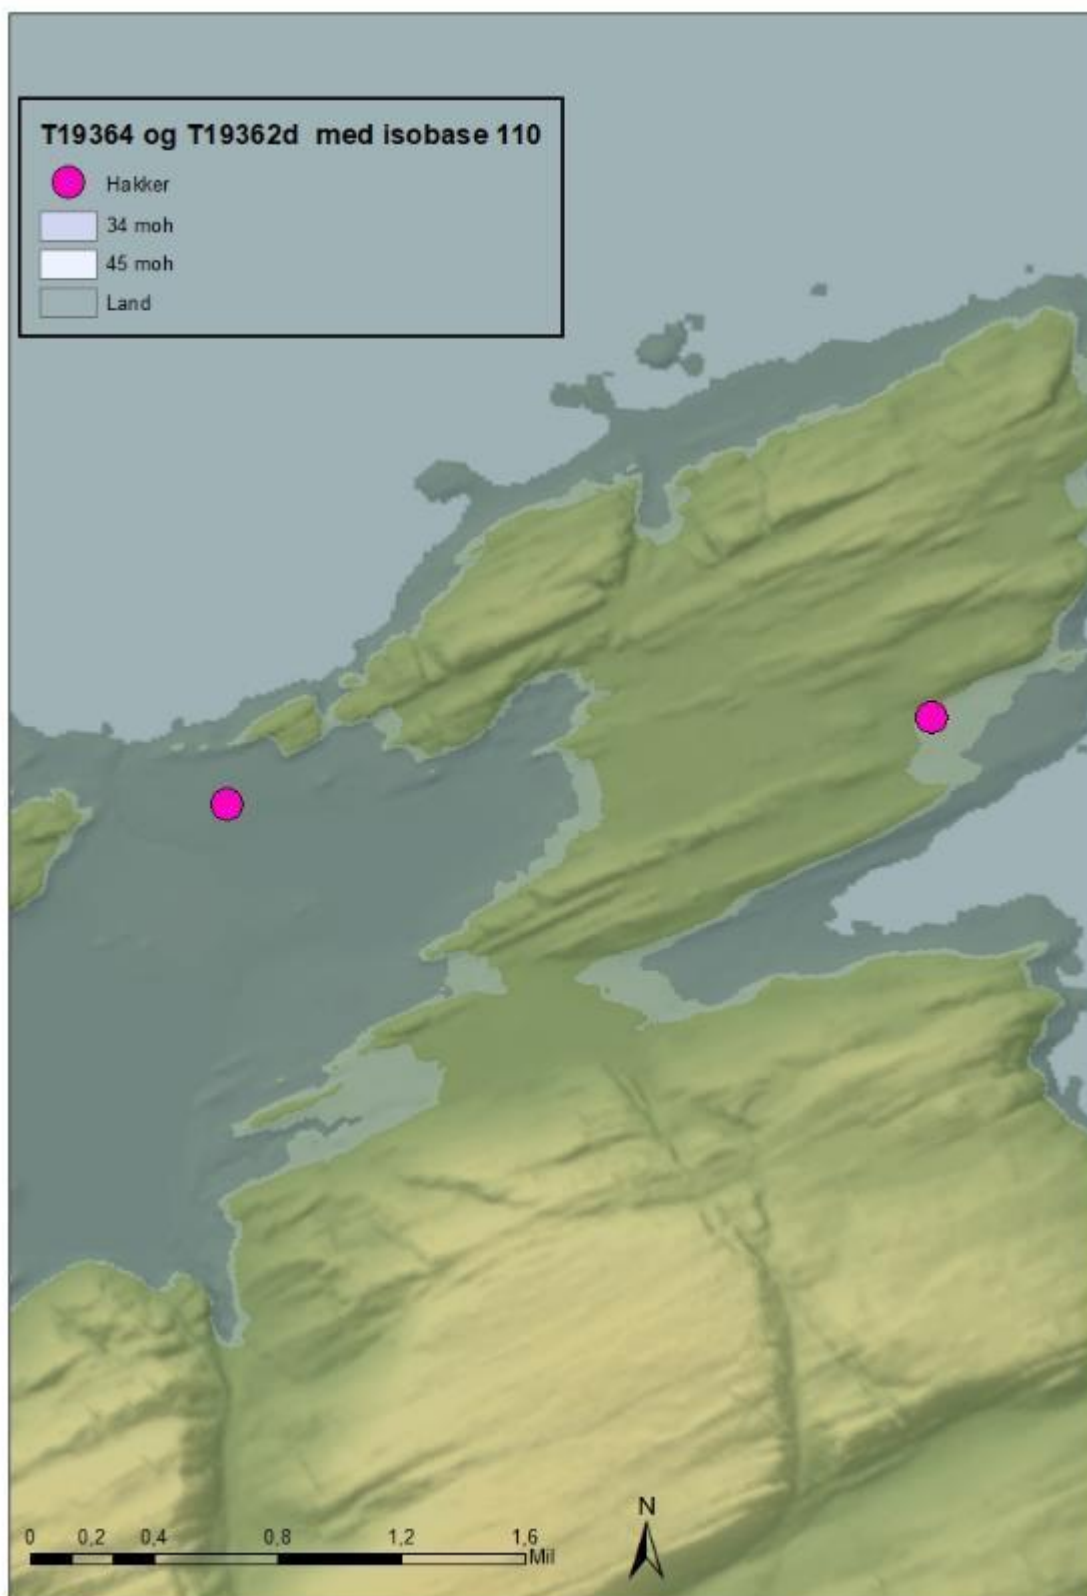 T19364 og T19362d med isobase 110
Hakker
34 moh
45 moh
Land
N
0 0,2 0,4 0,8 1,2 1,6
Mil